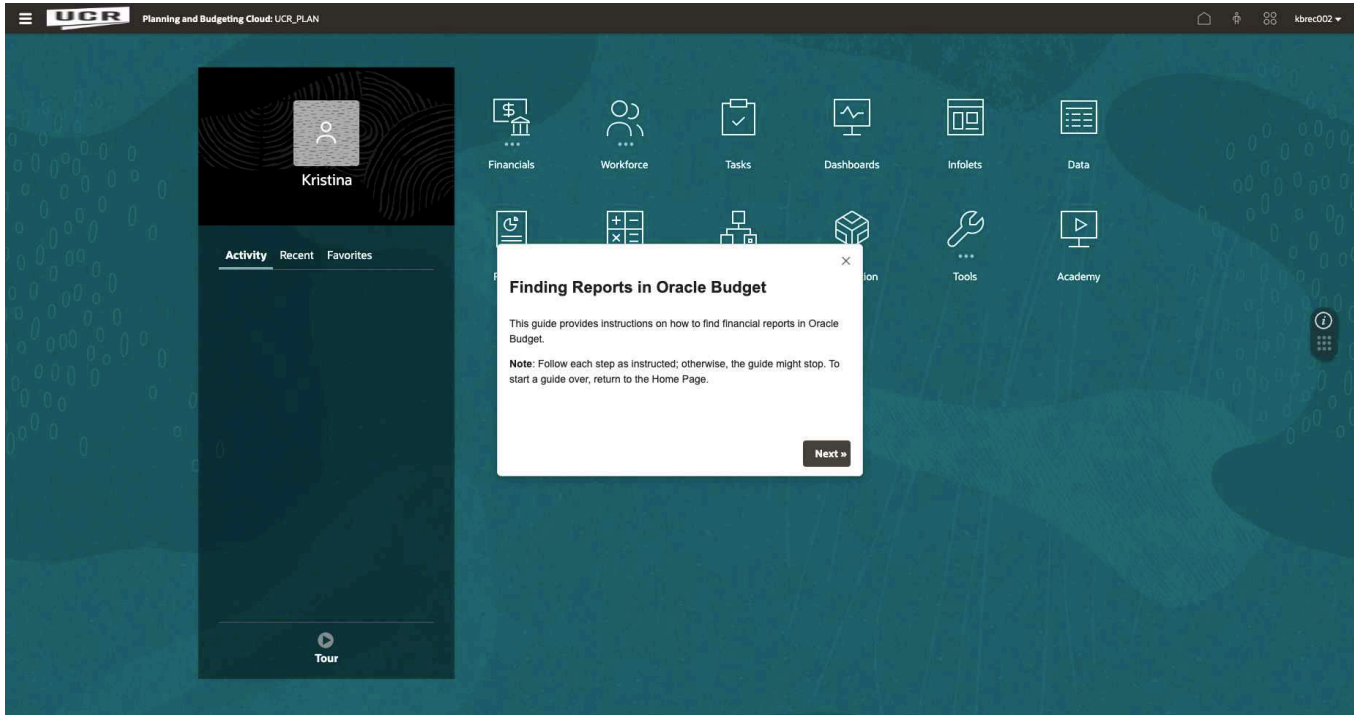 UCR Planning and Budgeting Cloud: UCR_PLAN kbrec002
Kristina
Activity Recent Favorites
Tour
Financials Workforce Tasks Dashboards Infolets Data
Tools Academy
Finding Reports in Oracle Budget
This guide provides instructions on how to find financial reports in Oracle
Budget.
Note: Follow each step as instructed; otherwise, the guide might stop. To
start a guide over, return to the Home Page.
Next »